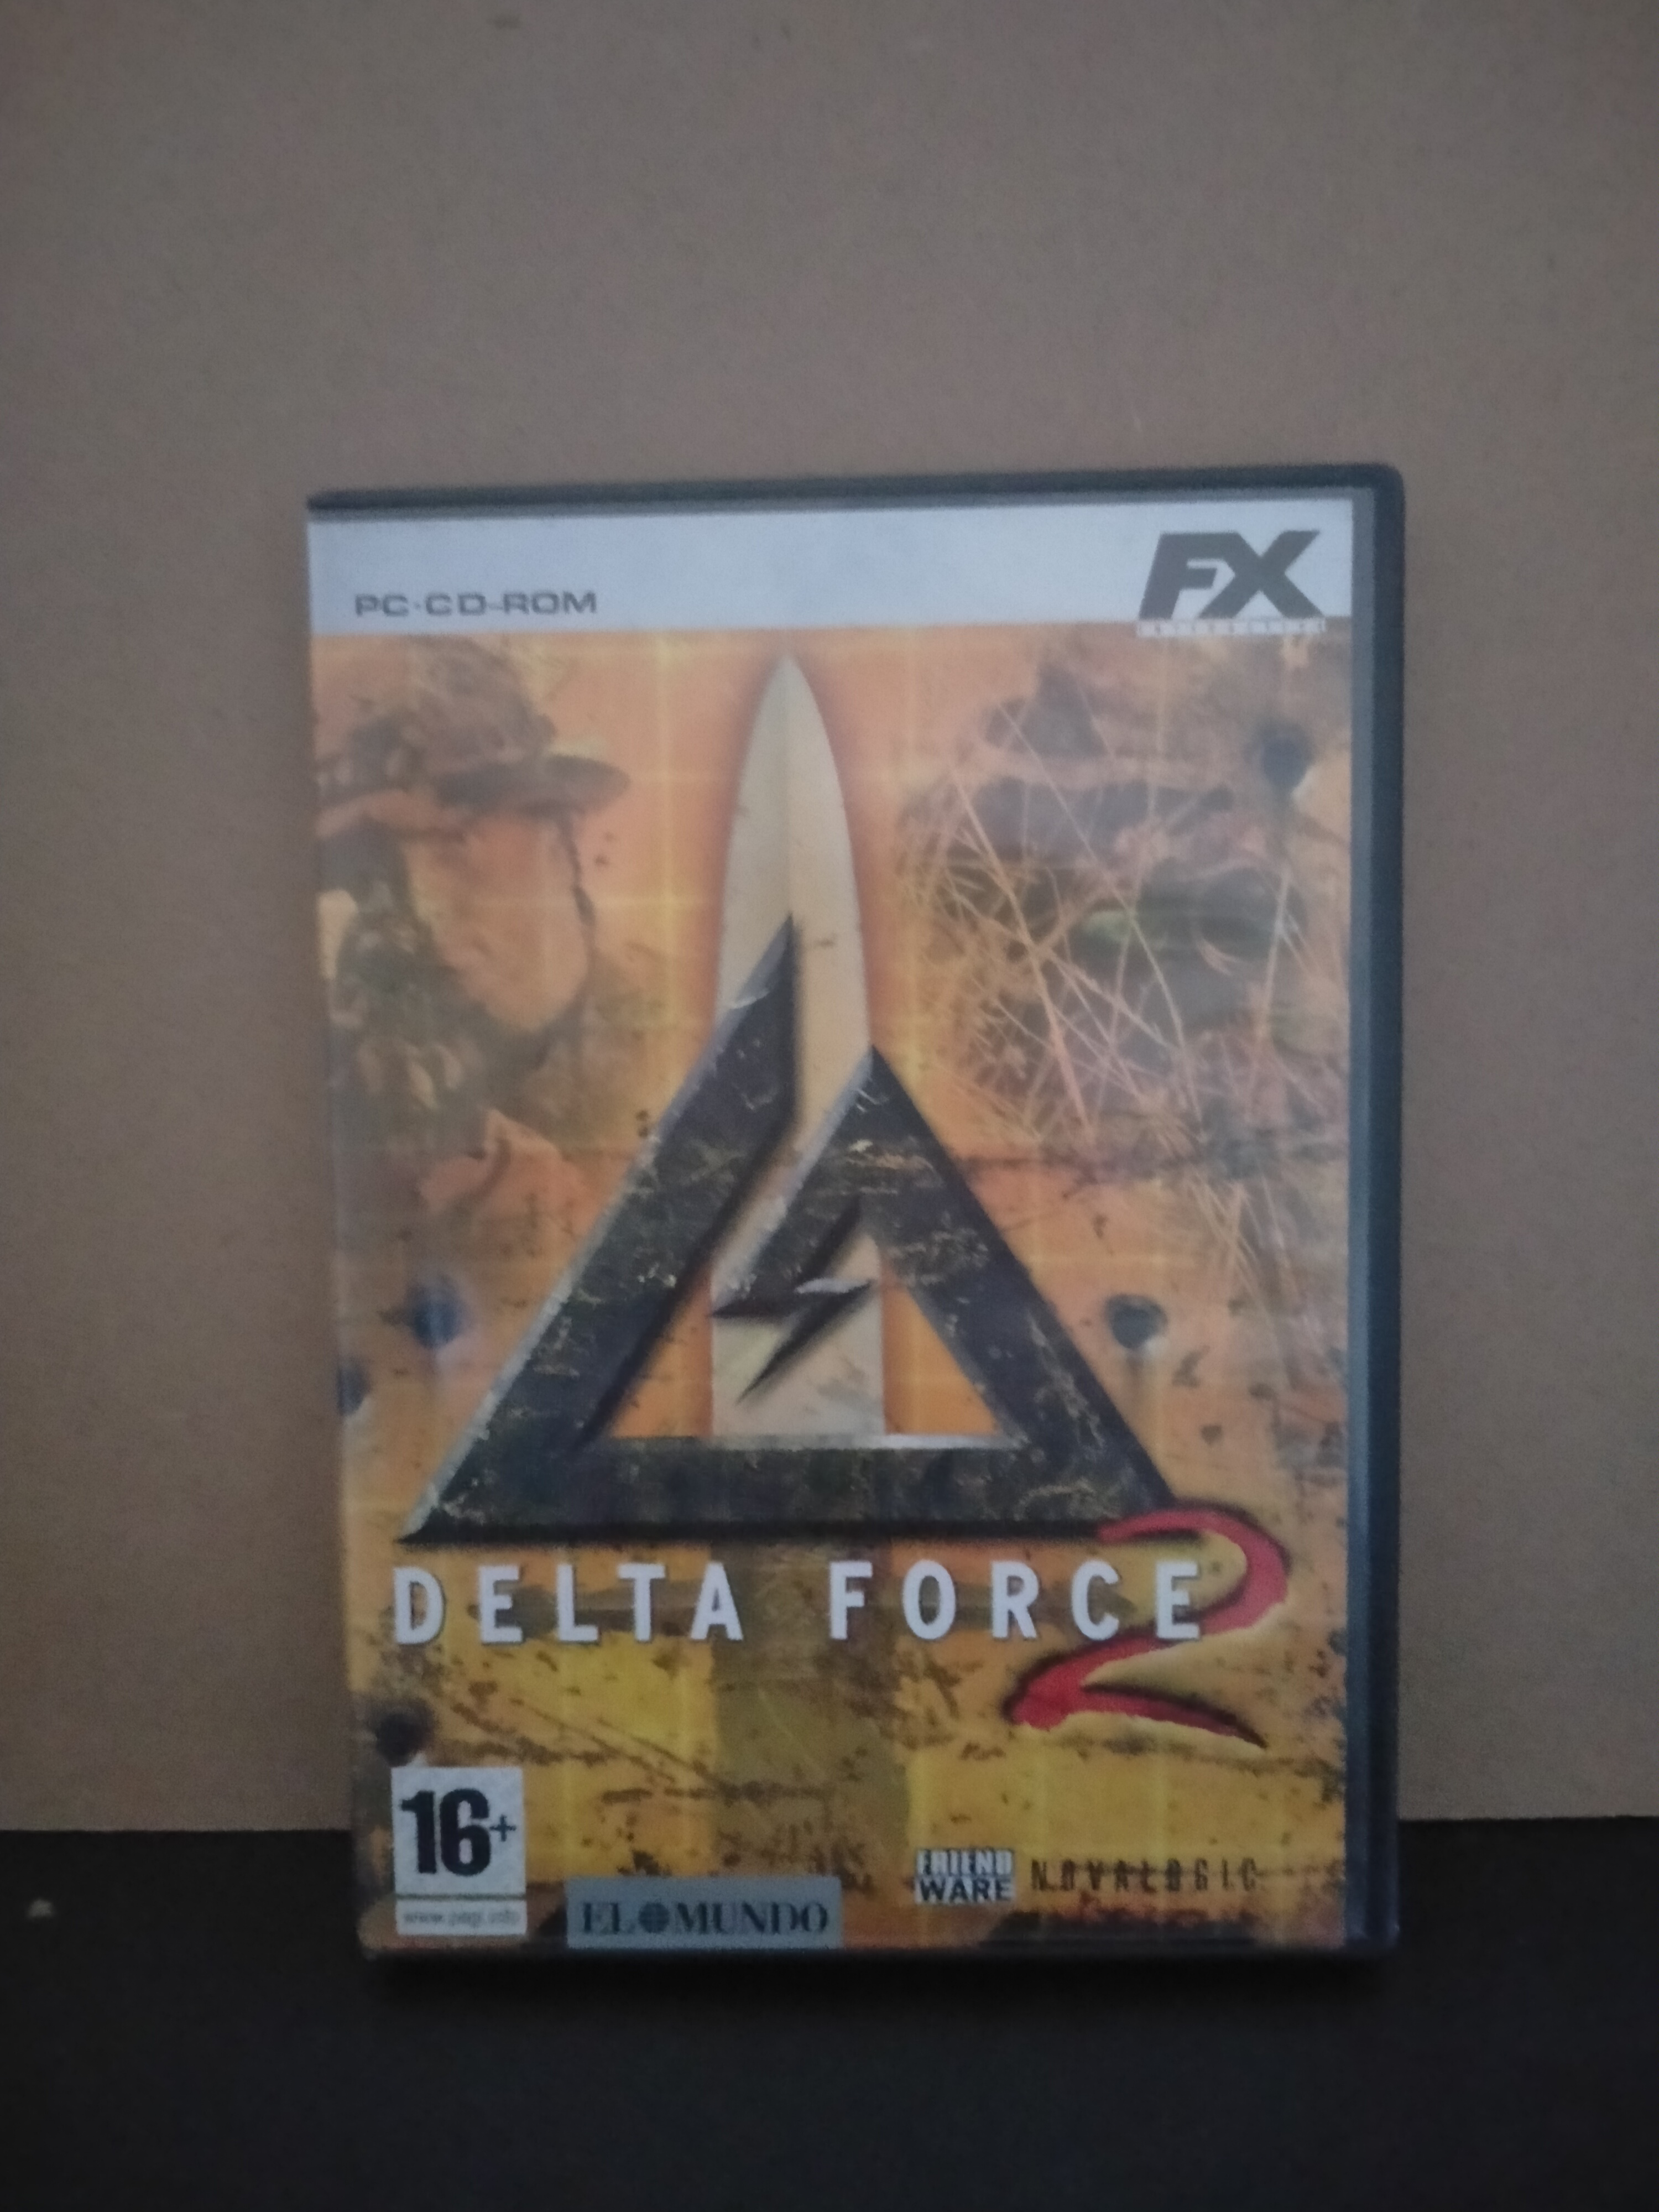 PC·CD-ROM
FX
DELTA FORCE 2
16+
www.pegi.info
EL MUNDO
FRIEND
WARE
NOVALOGIC